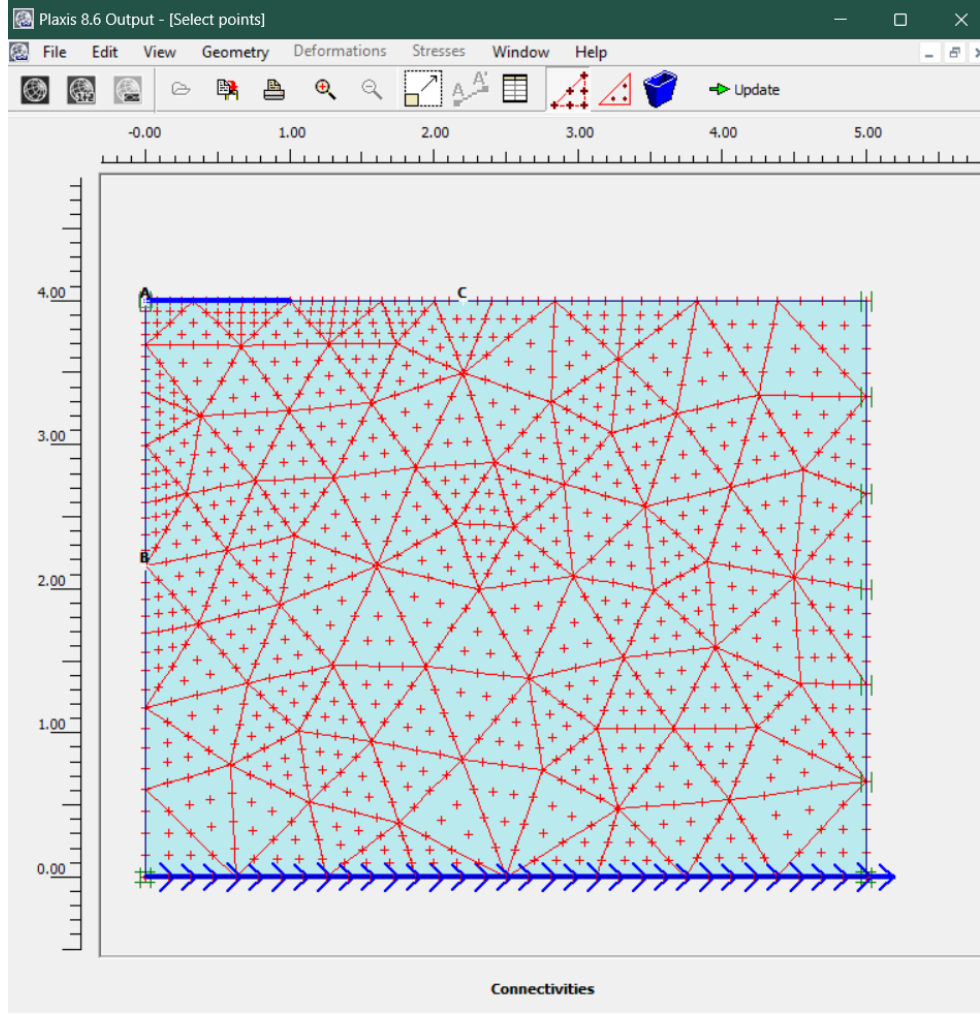 Plaxis 8.6 Output - [Select points]
File Edit View Geometry Deformations Stresses Window Help
1+2 A A' Update
-0.00 1.00 2.00 3.00 4.00 5.00
4.00
A C
3.00
B
2.00
1.00
0.00
Connectivities